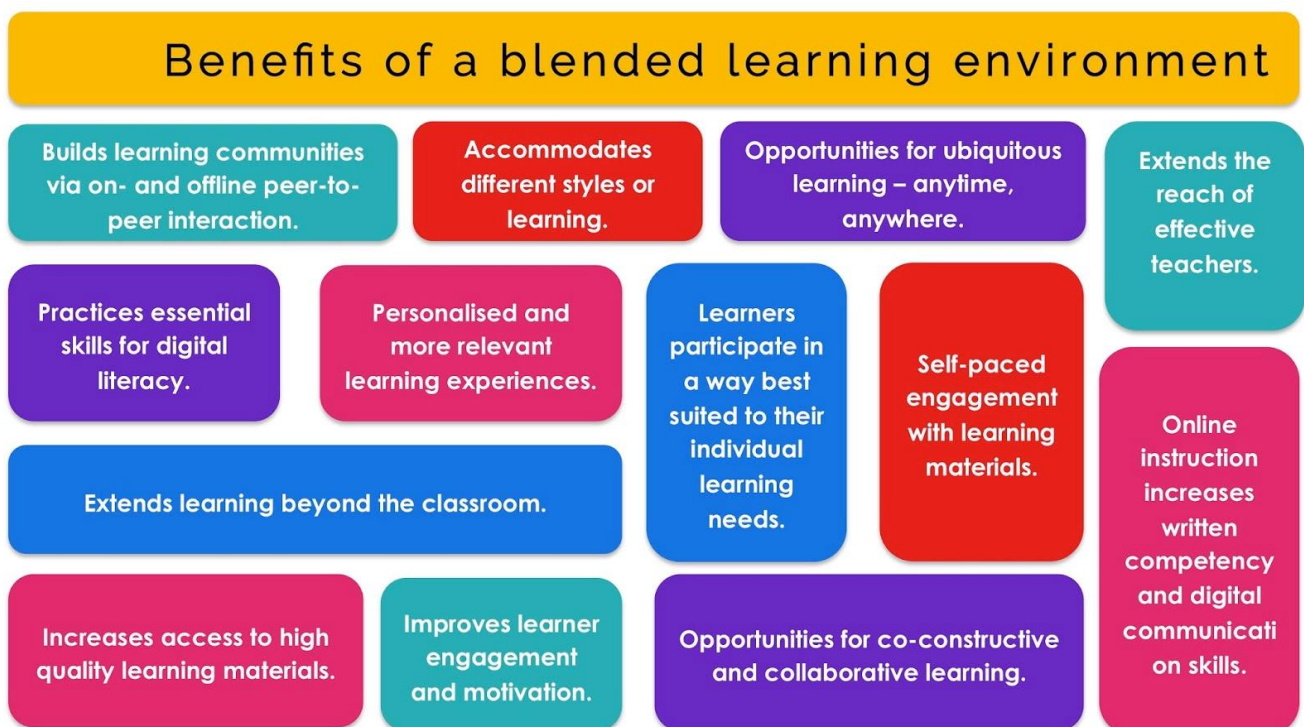 Benefits of a blended learning environment
Builds learning communities
via on- and offline peer-to-
peer interaction.
Accommodates
different styles or
learning.
Opportunities for ubiquitous
learning – anytime,
anywhere.
Extends the
reach of
effective
teachers.
Practices essential
skills for digital
literacy.
Personalised and
more relevant
learning experiences.
Learners
participate in
a way best
suited to their
individual
learning
needs.
Self-paced
engagement
with learning
materials.
Online
instruction
increases
written
competency
and digital
communicati
on skills.
Extends learning beyond the classroom.
Increases access to high
quality learning materials.
Improves learner
engagement
and motivation.
Opportunities for co-constructive
and collaborative learning.